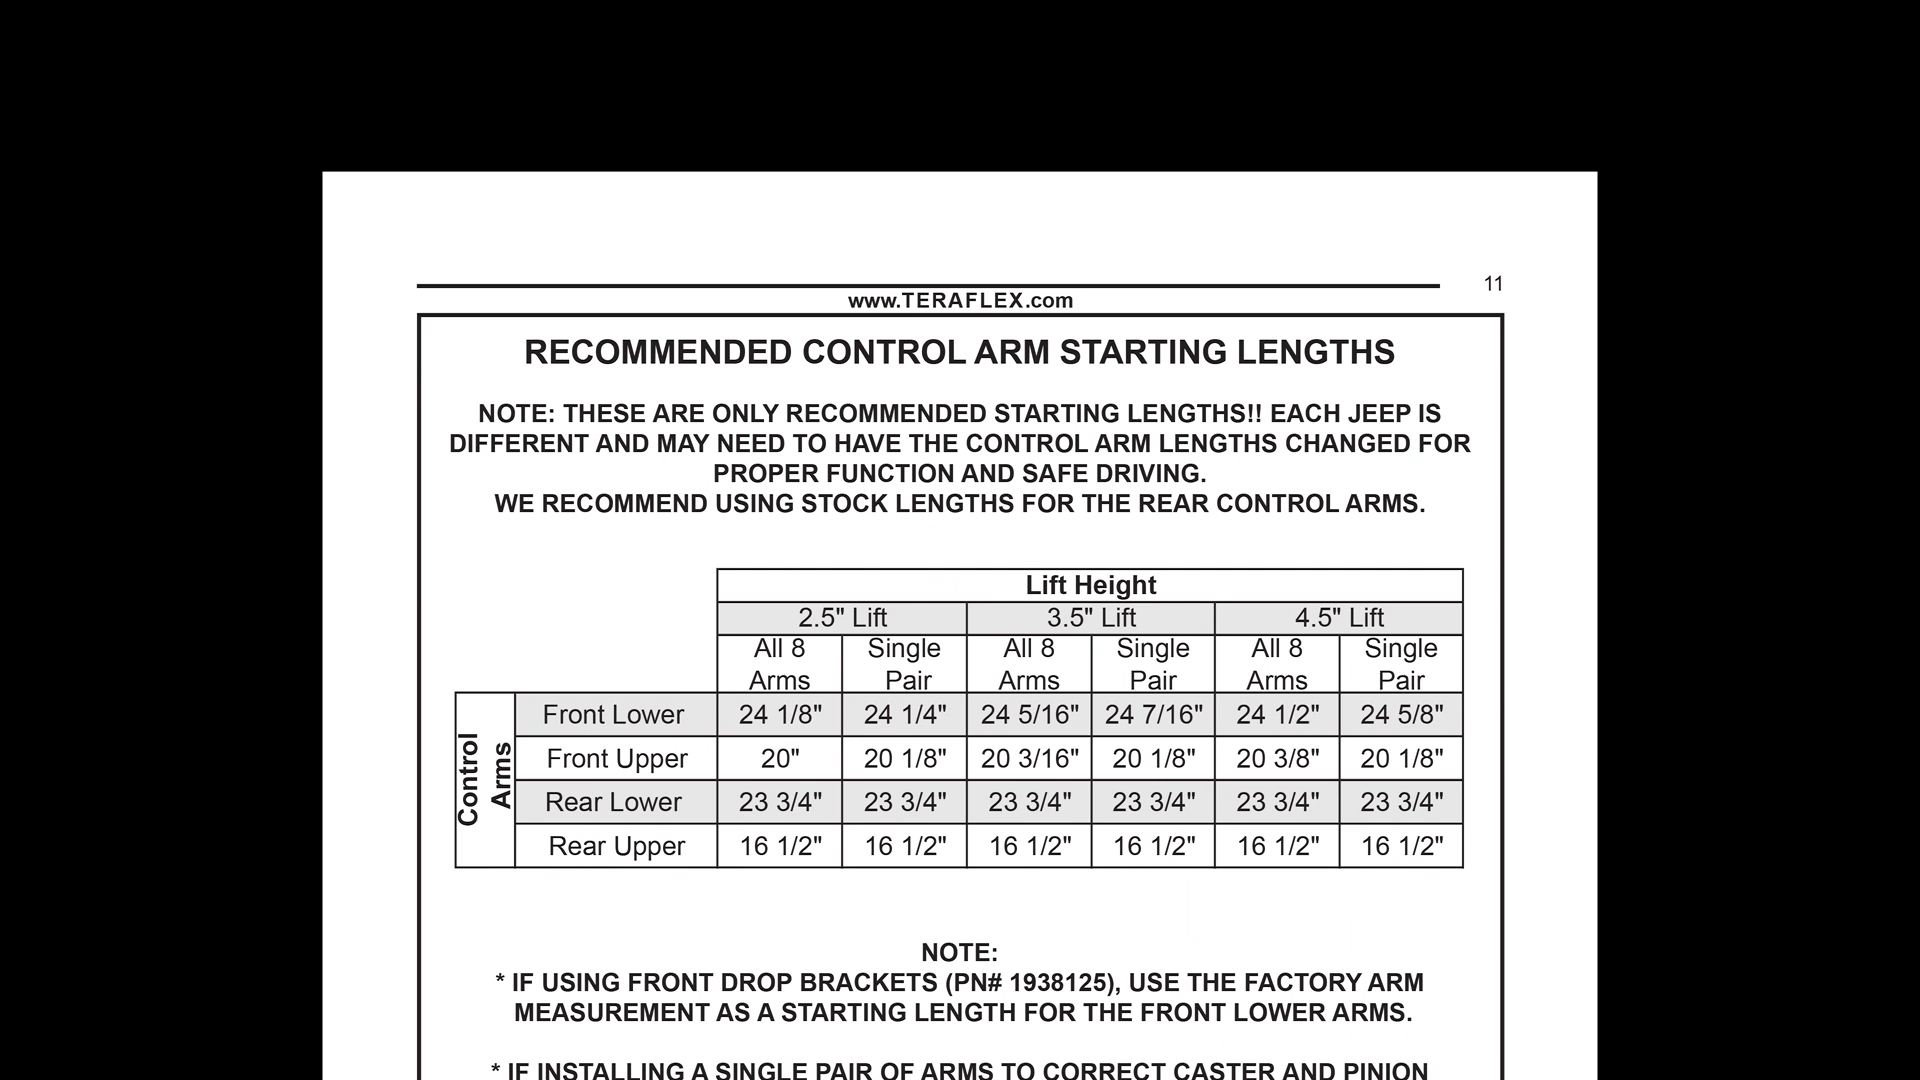 11
www.TERAFLEX.com
RECOMMENDED CONTROL ARM STARTING LENGTHS
NOTE: THESE ARE ONLY RECOMMENDED STARTING LENGTHS!! EACH JEEP IS
DIFFERENT AND MAY NEED TO HAVE THE CONTROL ARM LENGTHS CHANGED FOR
PROPER FUNCTION AND SAFE DRIVING.
WE RECOMMEND USING STOCK LENGTHS FOR THE REAR CONTROL ARMS.
Lift Height
2.5" Lift 3.5" Lift 4.5" Lift
All 8 Single All 8 Single All 8 Single
Arms Pair Arms Pair Arms Pair
Control
Arms
Front Lower 24 1/8" 24 1/4" 24 5/16" 24 7/16" 24 1/2" 24 5/8"
Front Upper 20" 20 1/8" 20 3/16" 20 1/8" 20 3/8" 20 1/8"
Rear Lower 23 3/4" 23 3/4" 23 3/4" 23 3/4" 23 3/4" 23 3/4"
Rear Upper 16 1/2" 16 1/2" 16 1/2" 16 1/2" 16 1/2" 16 1/2"
NOTE:
* IF USING FRONT DROP BRACKETS (PN# 1938125), USE THE FACTORY ARM
MEASUREMENT AS A STARTING LENGTH FOR THE FRONT LOWER ARMS.
* IF INSTALLING A SINGLE PAIR OF ARMS TO CORRECT CASTER AND PINION